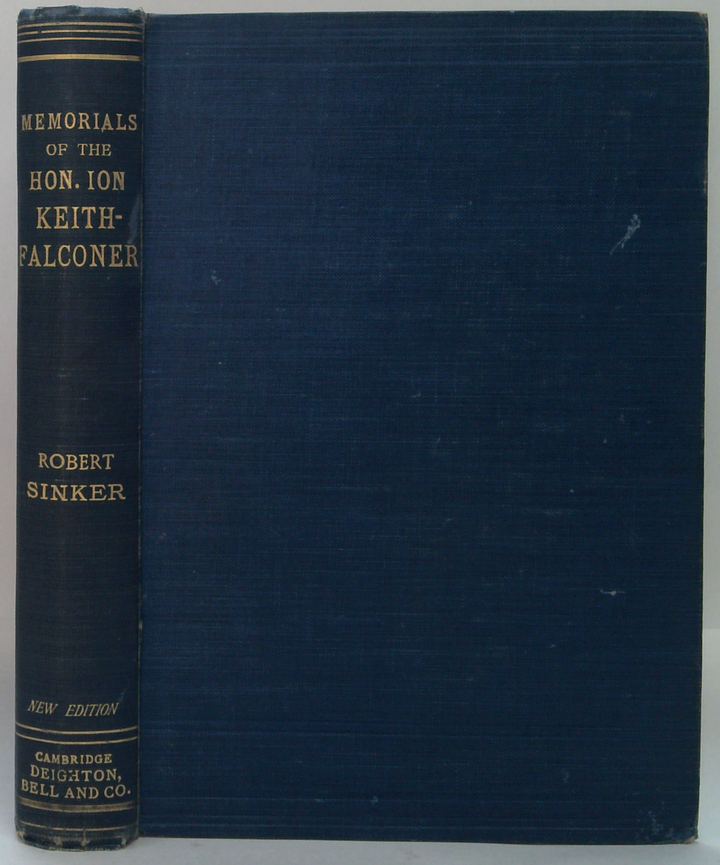 MEMORIALS
OF THE
HON. ION
KEITH-
FALCONER
ROBERT
SINKER
NEW EDITION
CAMBRIDGE
DEIGHTON,
BELL AND CO.